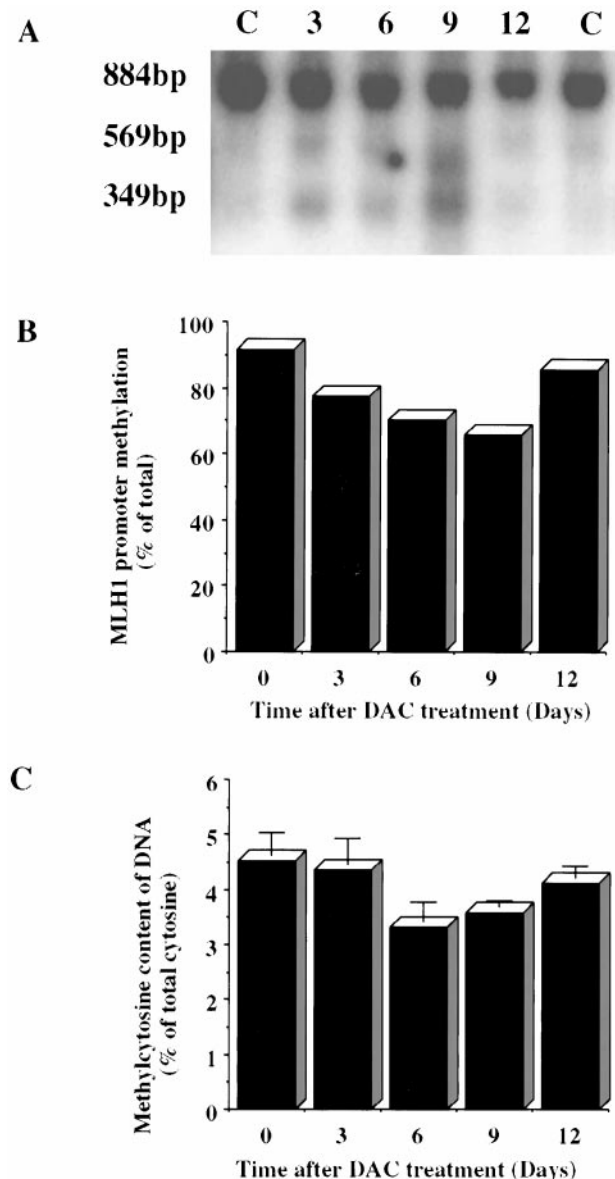 A
C 3 6 9 12 C
884bp
569bp
349bp
B
MLH1 promoter methylation
(% of total)
100
80
60
40
20
0
0 3 6 9 12
Time after DAC treatment (Days)
C
Methylcytosine content of DNA
(% of total cytosine)
6
5
4
3
2
1
0
0 3 6 9 12
Time after DAC treatment (Days)